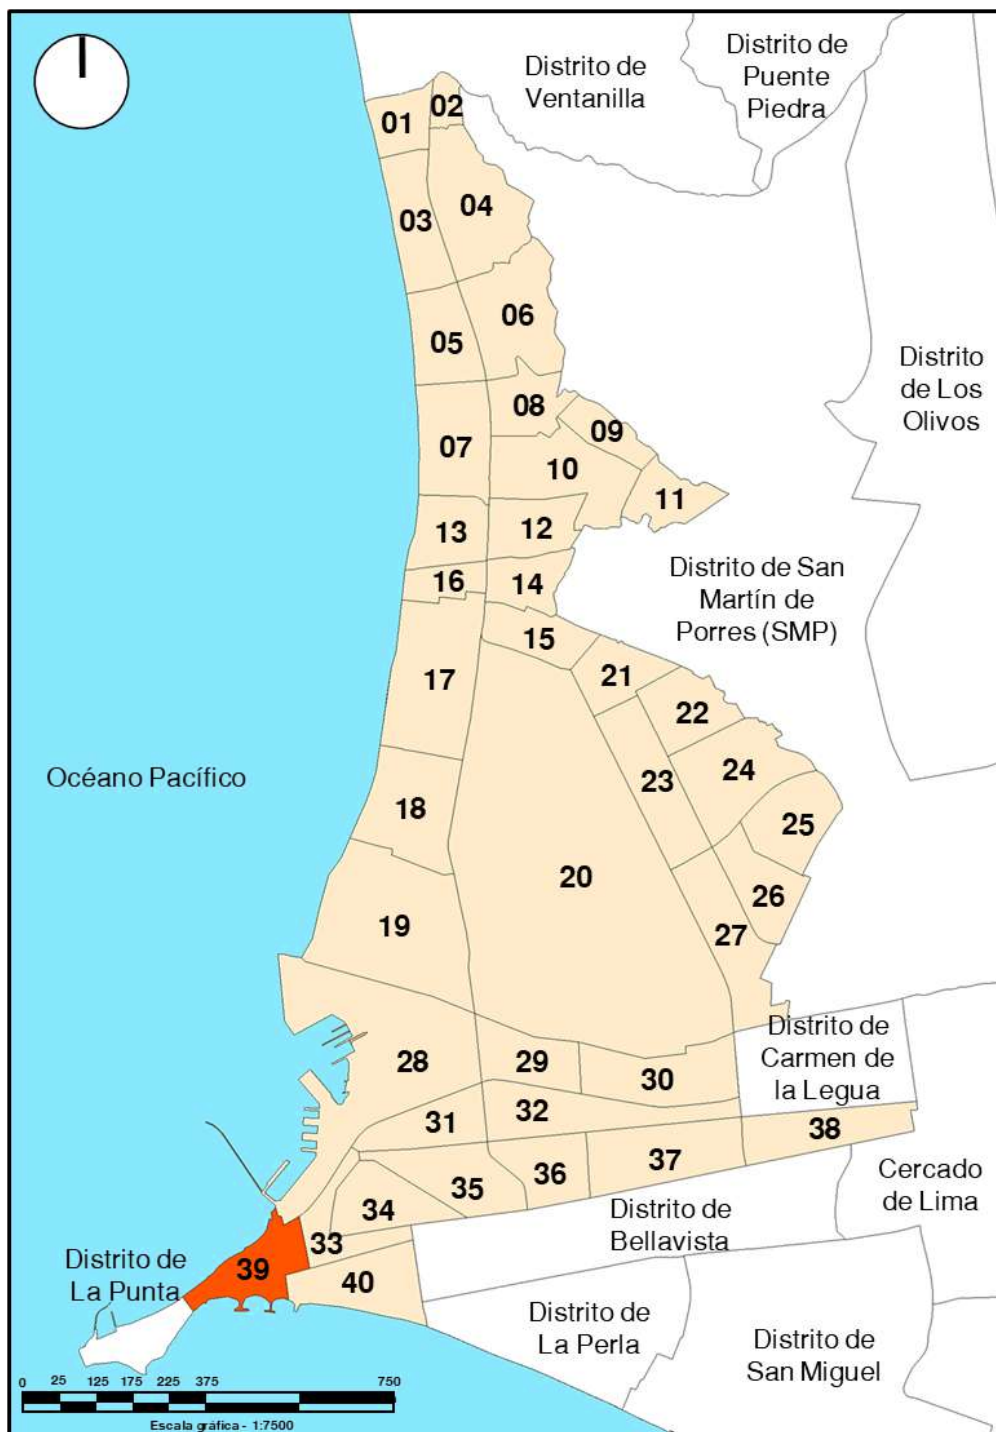 Distrito de
Ventanilla
Distrito de
Puente
Piedra
01
02
03
04
05
06
Distrito
de Los
Olivos
07
08
09
10
11
12
13
14
16
Distrito de San
Martín de
Porres (SMP)
15
17
21
22
23
24
Océano Pacífico
18
25
20
26
19
27
28
29
30
Distrito de
Carmen de
la Legua
31
32
38
37
36
35
34
33
Cercado
de Lima
Distrito de
Bellavista
Distrito de
La Punta
39
40
Distrito de
La Perla
Distrito de
San Miguel
0 25 125 175 225 375 750
Escala gráfica - 1:7500